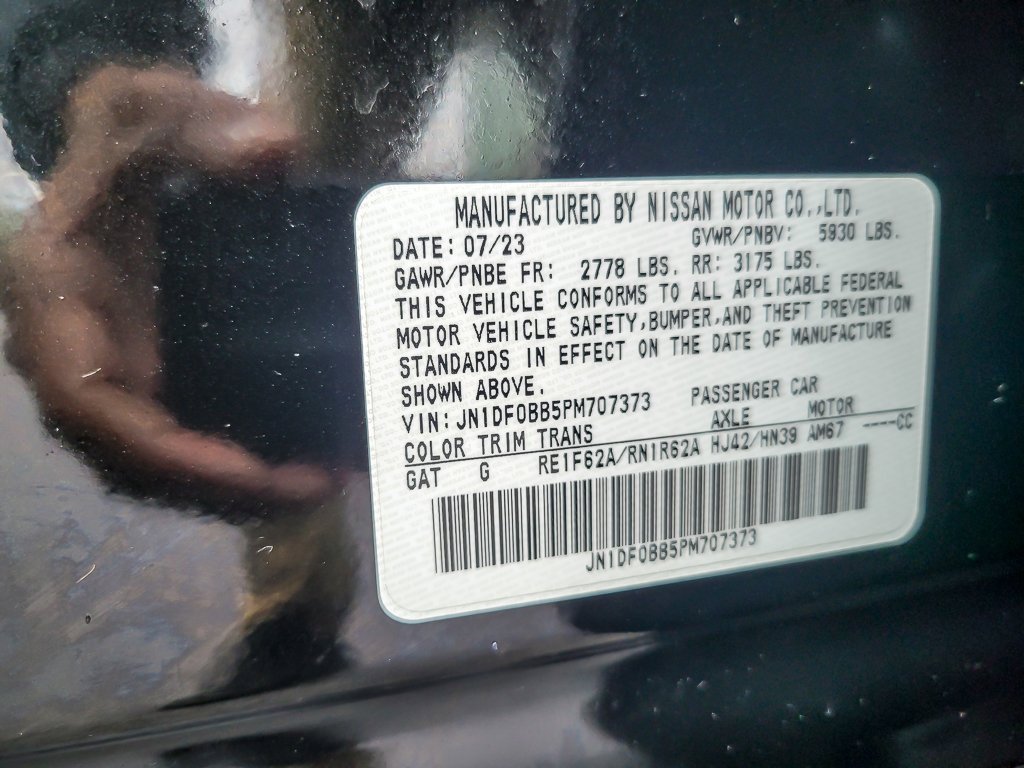 MANUFACTURED BY NISSAN MOTOR CO.,LTD.
DATE: 07/23 GVWR/PNBV: 5930 LBS.
GAWR/PNBE FR: 2778 LBS. RR: 3175 LBS.
THIS VEHICLE CONFORMS TO ALL APPLICABLE FEDERAL
MOTOR VEHICLE SAFETY,BUMPER,AND THEFT PREVENTION
STANDARDS IN EFFECT ON THE DATE OF MANUFACTURE
SHOWN ABOVE.
VIN: JN1DF0BB5PM707373 PASSENGER CAR
COLOR TRIM TRANS AXLE MOTOR
GAT G RE1F62A/RN1R62A HJ42/HN39 AM67 ----CC
JN1DF0BB5PM707373